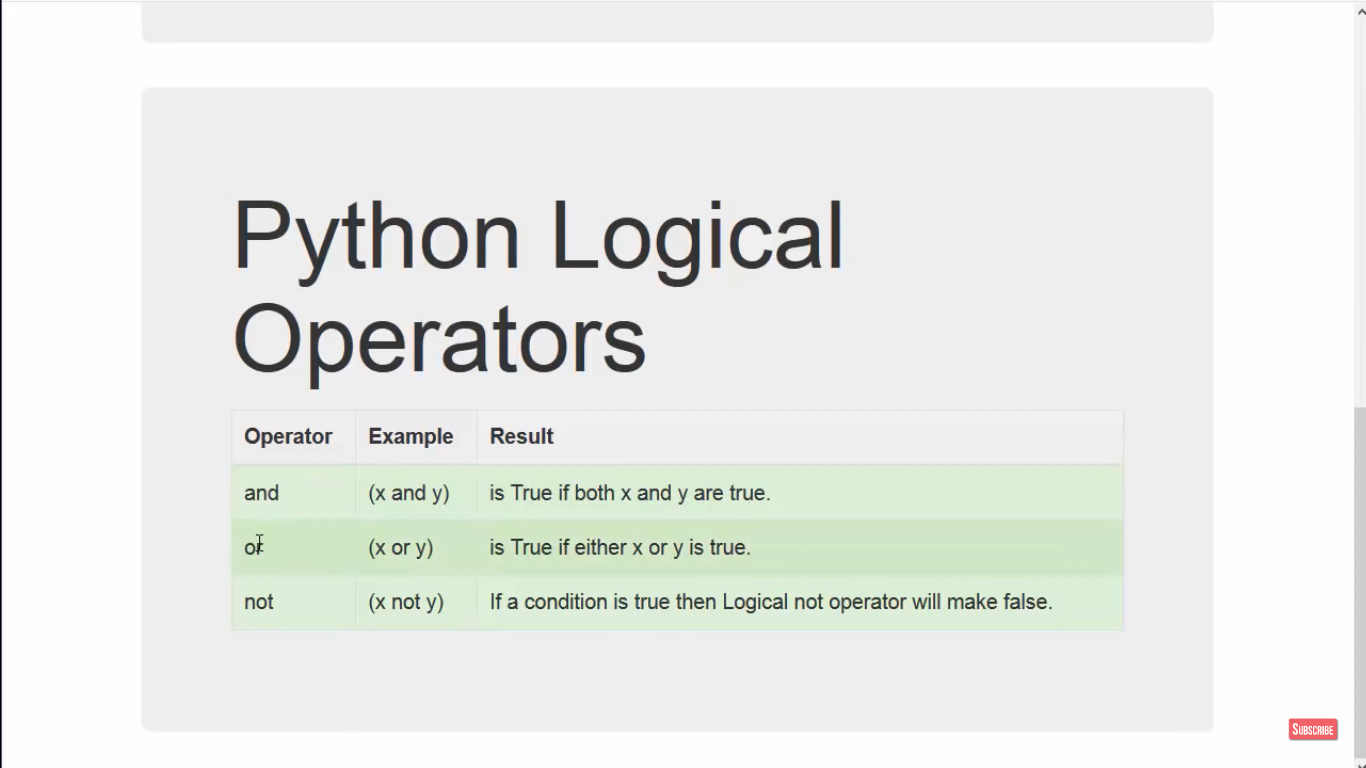 Python Logical
Operators
Operator Example Result
and (x and y) is True if both x and y are true.
or (x or y) is True if either x or y is true.
not (x not y) If a condition is true then Logical not operator will make false.
SUBSCRIBE